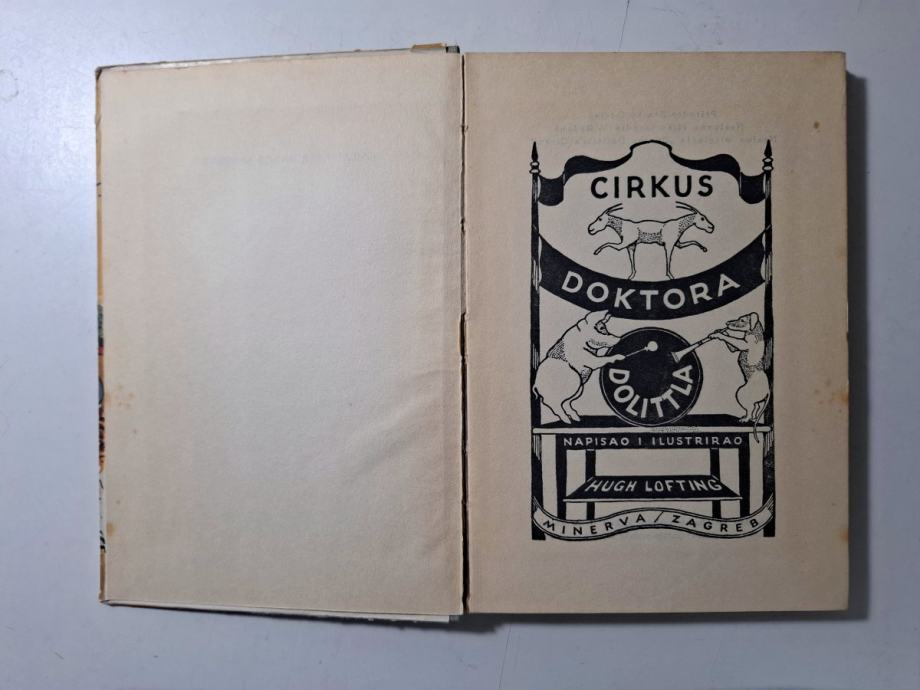 CIRKUS
DOKTORA
DOLITTLA
NAPISAO I ILUSTRIRAO
HUGH LOFTING
MINERVA/ZAGREB